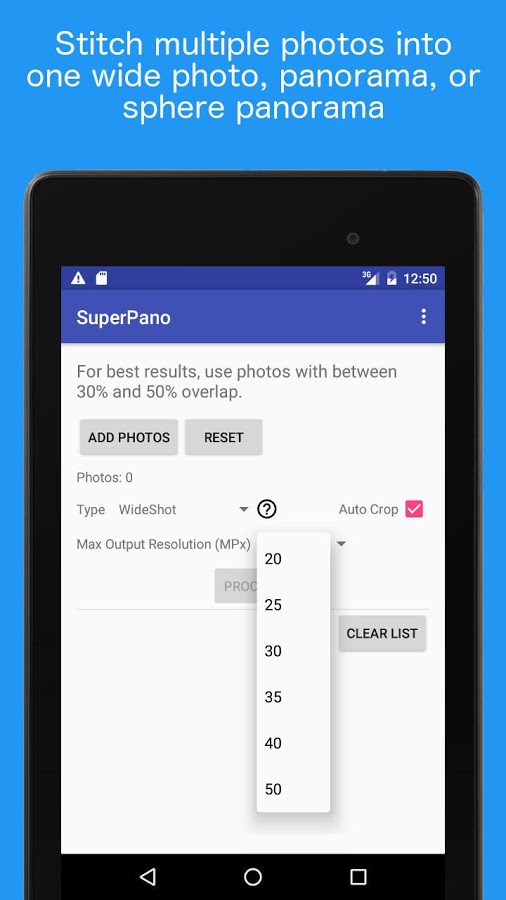 Stitch multiple photos into
one wide photo, panorama, or
sphere panorama
3G 12:50
SuperPano
For best results, use photos with between
30% and 50% overlap.
ADD PHOTOS RESET
Photos: 0
Type WideShot ? Auto Crop
Max Output Resolution (MPx)
20
25
30
35
40
50
CLEAR LIST